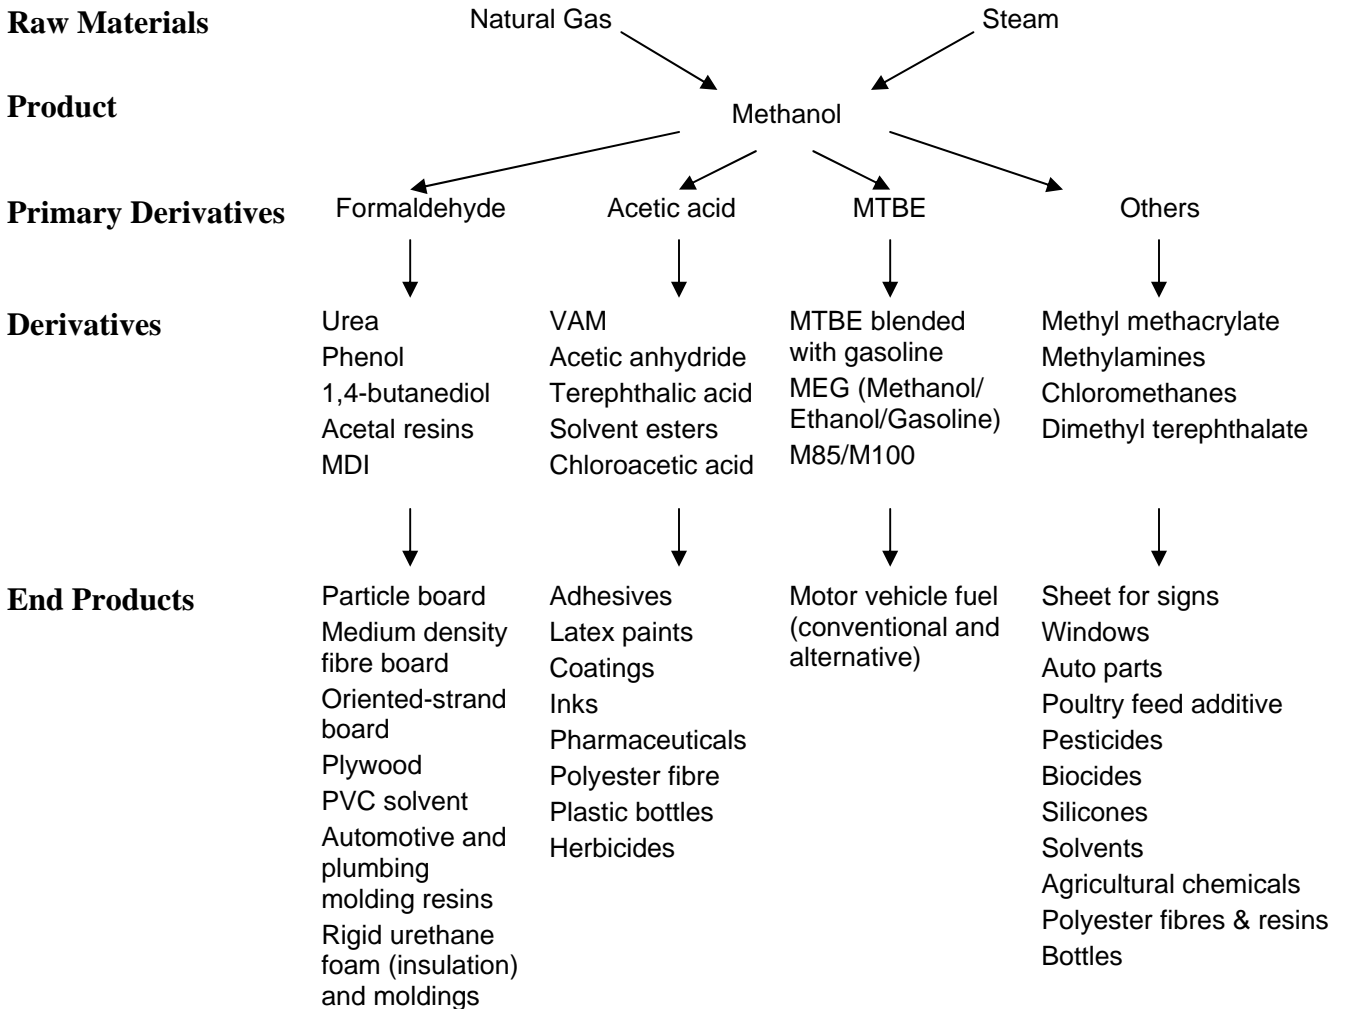 Raw Materials
Natural Gas
Steam
Product
Methanol
Primary Derivatives
Formaldehyde
Acetic acid
MTBE
Others
Derivatives
Urea
Phenol
1,4-butanediol
Acetal resins
MDI
VAM
Acetic anhydride
Terephthalic acid
Solvent esters
Chloroacetic acid
MTBE blended
with gasoline
MEG (Methanol/
Ethanol/Gasoline)
M85/M100
Methyl methacrylate
Methylamines
Chloromethanes
Dimethyl terephthalate
End Products
Particle board
Medium density
fibre board
Oriented-strand
board
Plywood
PVC solvent
Automotive and
plumbing
molding resins
Rigid urethane
foam (insulation)
and moldings
Adhesives
Latex paints
Coatings
Inks
Pharmaceuticals
Polyester fibre
Plastic bottles
Herbicides
Motor vehicle fuel
(conventional and
alternative)
Sheet for signs
Windows
Auto parts
Poultry feed additive
Pesticides
Biocides
Silicones
Solvents
Agricultural chemicals
Polyester fibres & resins
Bottles